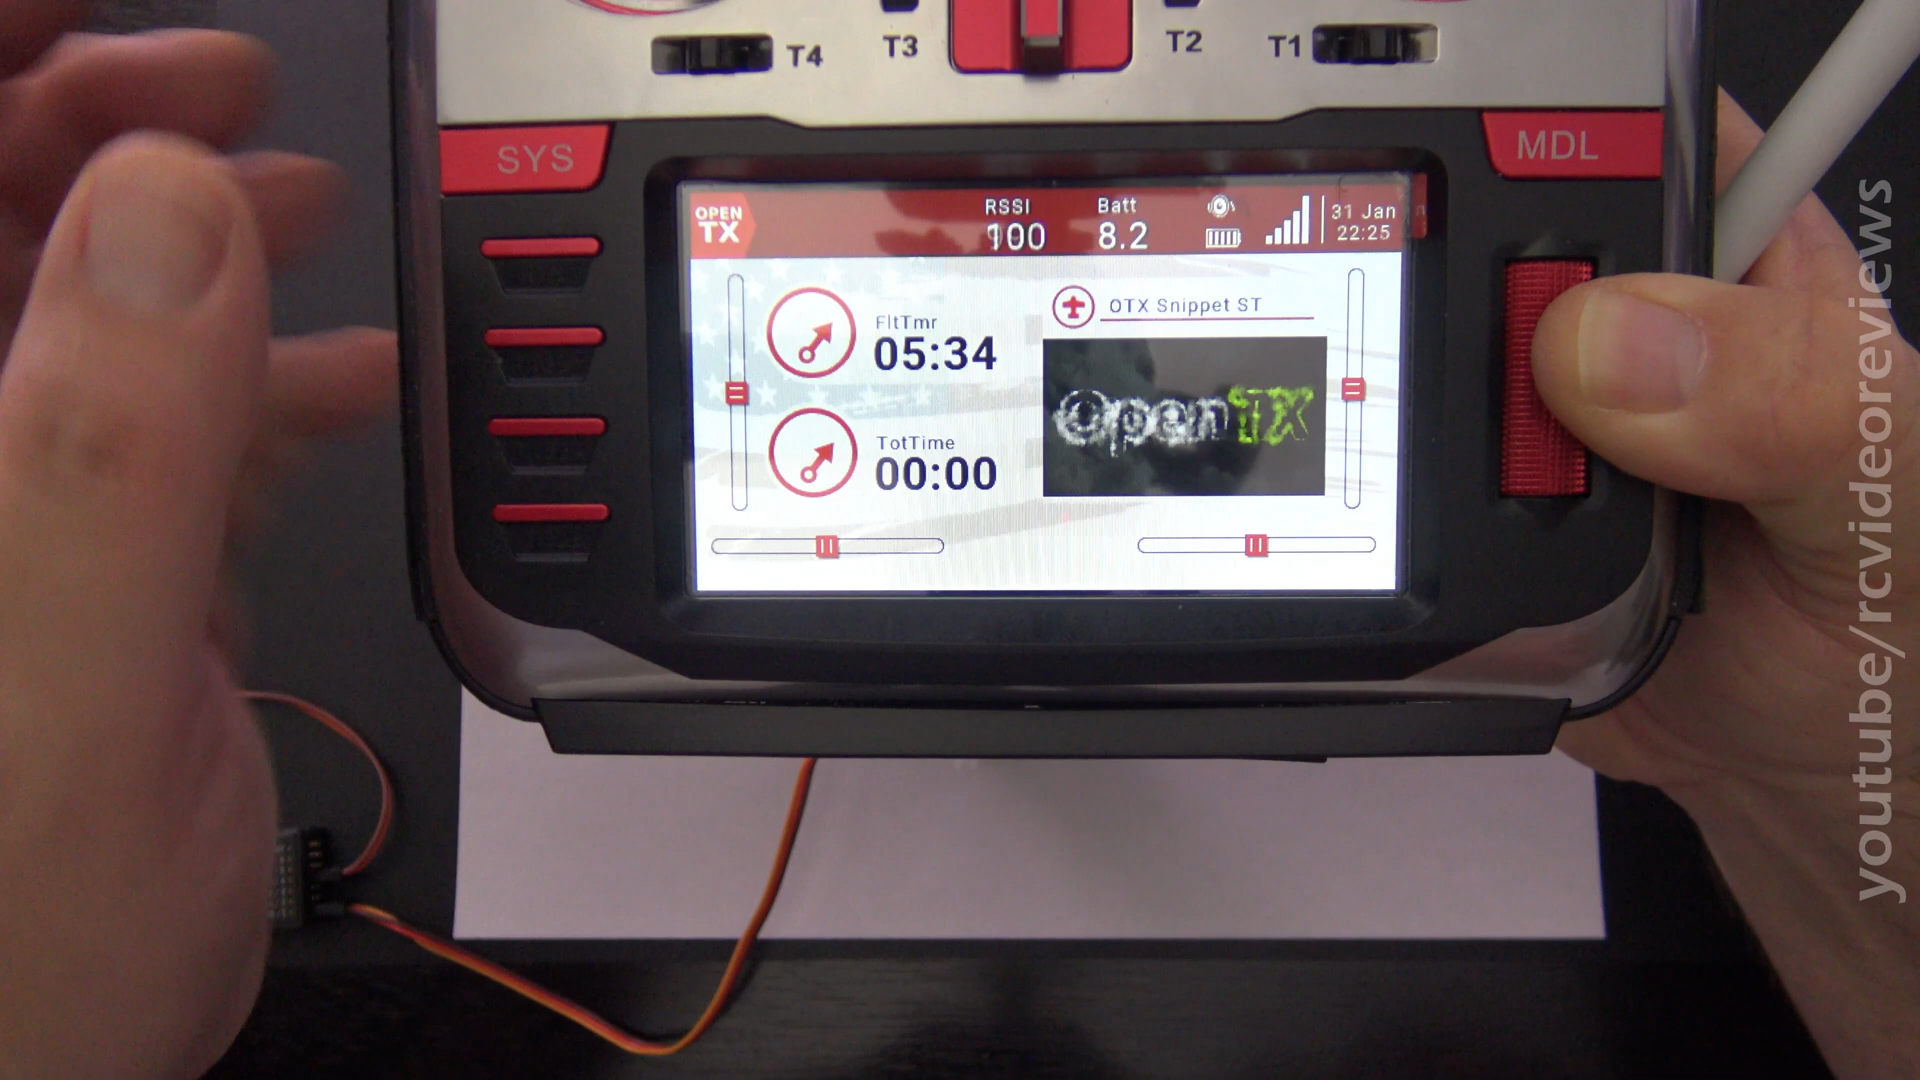 T4
T3
T2
T1
SYS
MDL
OPEN
TX
RSSI
100
Batt
8.2
31 Jan
22:25
FltTmr
05:34
OTX Snippet ST
OpenTX
TotTime
00:00
youtube/rcvideoreviews